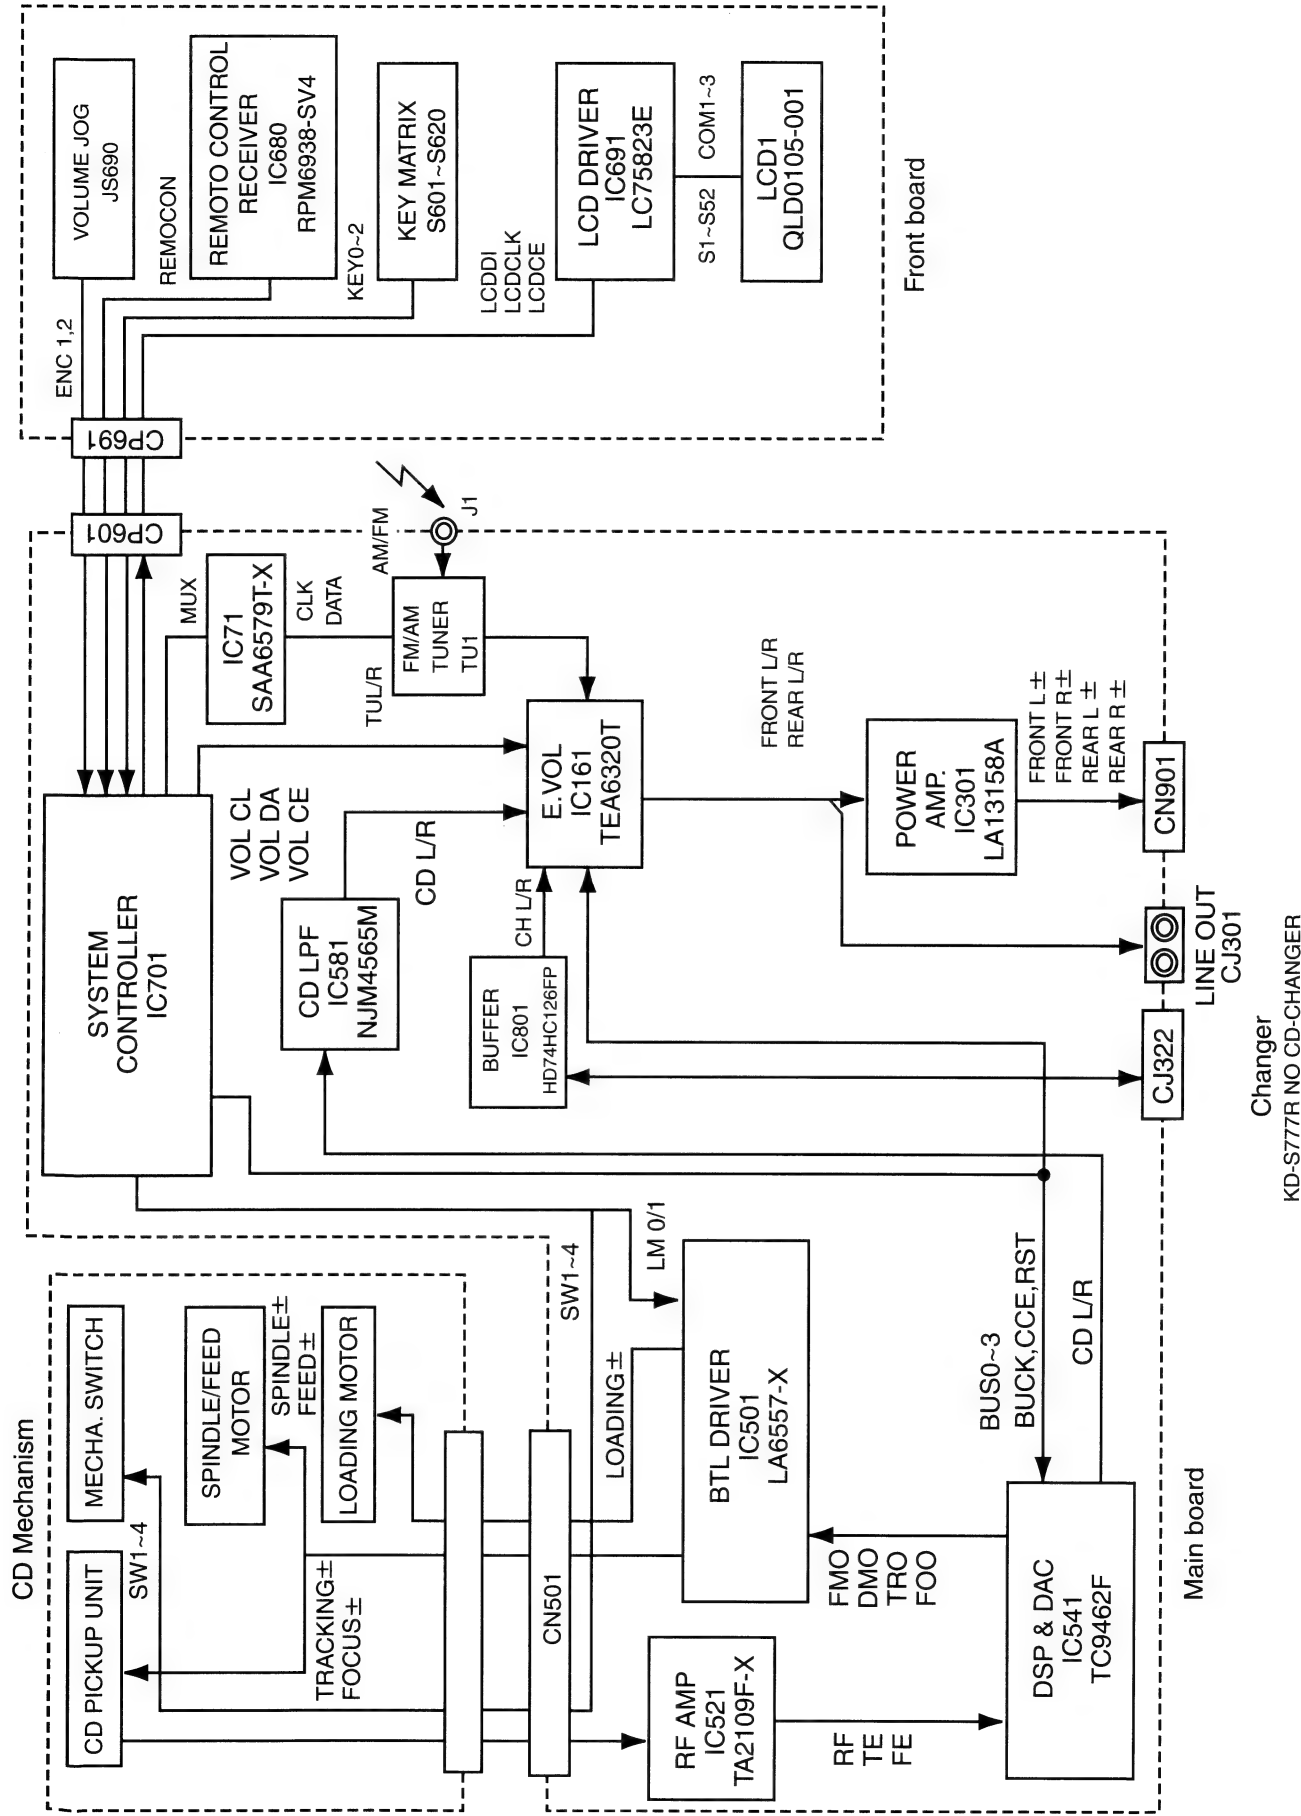 CD Mechanism
CD PICKUP UNIT
MECHA. SWITCH
SW1~4
SPINDLE/FEED
MOTOR
SPINDLE±
FEED±
LOADING MOTOR
TRACKING±
FOCUS±
CN501
SW1~4
LM 0/1
LOADING±
RF AMP
IC521
TA2109F-X
BTL DRIVER
IC501
LA6557-X
RF
TE
FE
FMO
DMO
TRO
FOO
BUS0~3
BUCK,CCE,RST
CD L/R
DSP & DAC
IC541
TC9462F
Main board
SYSTEM
CONTROLLER
IC701
VOL CL
VOL DA
VOL CE
CD LPF
IC581
NJM4565M
CD L/R
BUFFER
IC801
HD74HC126FP
CH L/R
E.VOL
IC161
TEA6320T
MUX
IC71
SAA6579T-X
CLK
DATA
AM/FM
J1
TUL/R
FM/AM
TUNER
TU1
FRONT L/R
REAR L/R
POWER
AMP.
IC301
LA13158A
FRONT L ±
FRONT R±
REAR L ±
REAR R ±
CN901
LINE OUT
CJ301
CJ322
Changer
KD-S777R NO CD-CHANGER
CP601
CP691
ENC 1,2
VOLUME JOG
JS690
REMOCON
REMOTO CONTROL
RECEIVER
IC680
RPM6938-SV4
KEY0~2
KEY MATRIX
S601~S620
LCDDI
LCDCLK
LCDCE
LCD DRIVER
IC691
LC75823E
S1~S52
COM1~3
LCD1
QLD0105-001
Front board